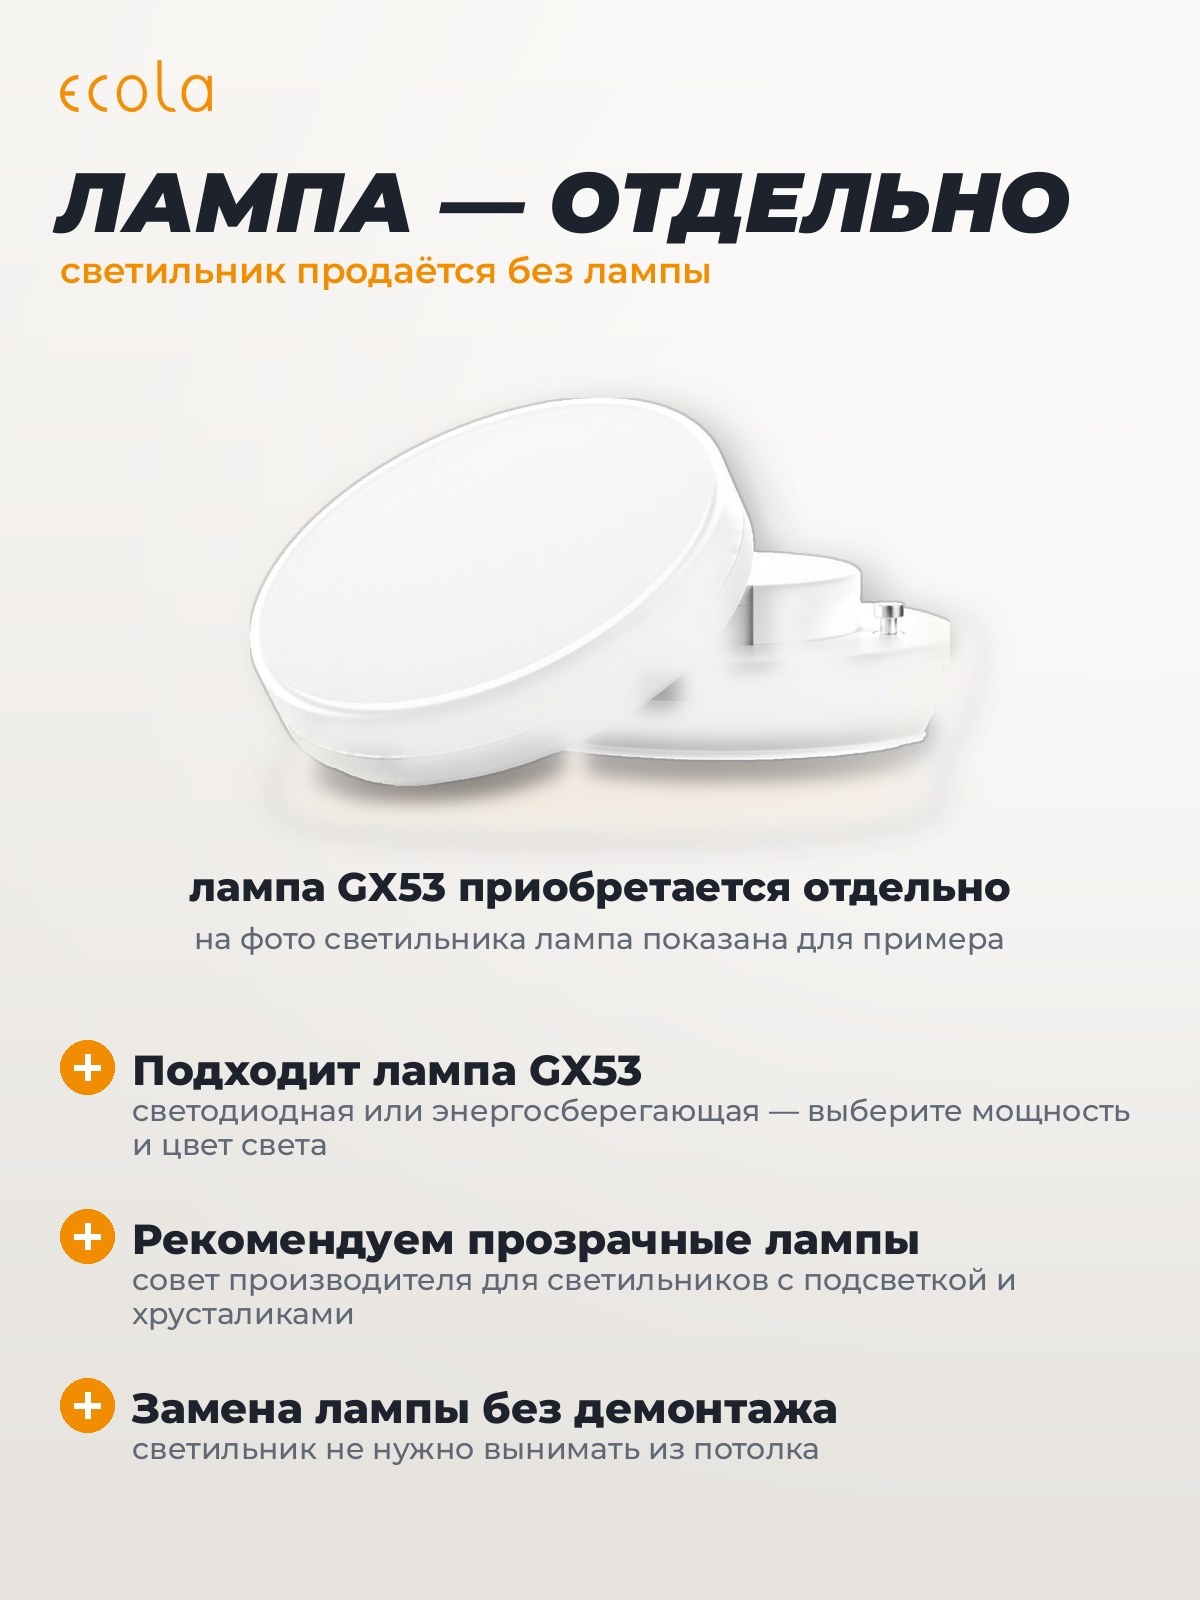 ecola
ЛАМПА — ОТДЕЛЬНО
светильник продаётся без лампы
лампа GX53 приобретается отдельно
на фото светильника лампа показана для примера
Подходит лампа GX53
светодиодная или энергосберегающая — выберите мощность
и цвет света
Рекомендуем прозрачные лампы
совет производителя для светильников с подсветкой и
хрусталиками
Замена лампы без демонтажа
светильник не нужно вынимать из потолка